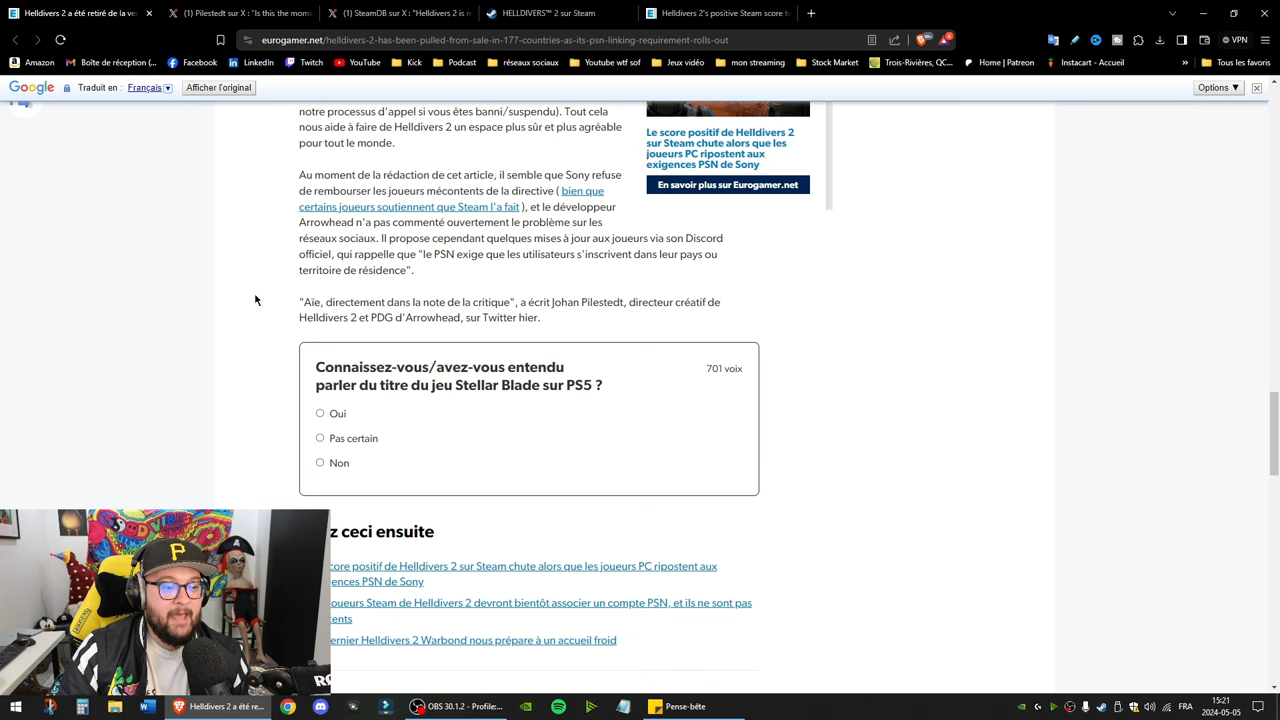 Helldivers 2 a été retiré de la ver
Pilestedt sur X : "Is this the mome
(1) SteamDB sur X : "Helldivers 2 is n
HELLDIVERS™ 2 sur Steam
Helldivers 2's positive Steam score t
eurogamer.net/helldivers-2-has-been-pulled-from-sale-in-177-countries-as-its-psn-linking-requirement-rolls-out
VPN
Amazon
Boîte de réception (...
Facebook
LinkedIn
Twitch
YouTube
Kick
Podcast
réseaux sociaux
Youtube wtf sof
Jeux vidéo
mon streaming
Stock Market
Trois-Rivières, QC...
Home | Patreon
Instacart - Accueil
»
Tous les favoris
Google
Traduit en : Français
Afficher l'original
Options ▼
notre processus d'appel si vous êtes banni/suspendu). Tout cela
nous aide à faire de Helldivers 2 un espace plus sûr et plus agréable
pour tout le monde.
Le score positif de Helldivers 2
sur Steam chute alors que les
joueurs PC ripostent aux
exigences PSN de Sony
En savoir plus sur Eurogamer.net
Au moment de la rédaction de cet article, il semble que Sony refuse
de rembourser les joueurs mécontents de la directive ( bien que
certains joueurs soutiennent que Steam l'a fait ), et le développeur
Arrowhead n'a pas commenté ouvertement le problème sur les
réseaux sociaux. Il propose cependant quelques mises à jour aux joueurs via son Discord
officiel, qui rappelle que "le PSN exige que les utilisateurs s'inscrivent dans leur pays ou
territoire de résidence".
"Aïe, directement dans la note de la critique", a écrit Johan Pilestedt, directeur créatif de
Helldivers 2 et PDG d'Arrowhead, sur Twitter hier.
Connaissez-vous/avez-vous entendu
parler du titre du jeu Stellar Blade sur PS5 ?
701 voix
Oui
Pas certain
Non
z ceci ensuite
core positif de Helldivers 2 sur Steam chute alors que les joueurs PC ripostent aux
ences PSN de Sony
joueurs Steam de Helldivers 2 devront bientôt associer un compte PSN, et ils ne sont pas
tents
ernier Helldivers 2 Warbond nous prépare à un accueil froid
Helldivers 2 a été re...
OBS 30.1.2 - Profile:...
Pense-bête
FRA
15:21
2024-05-05